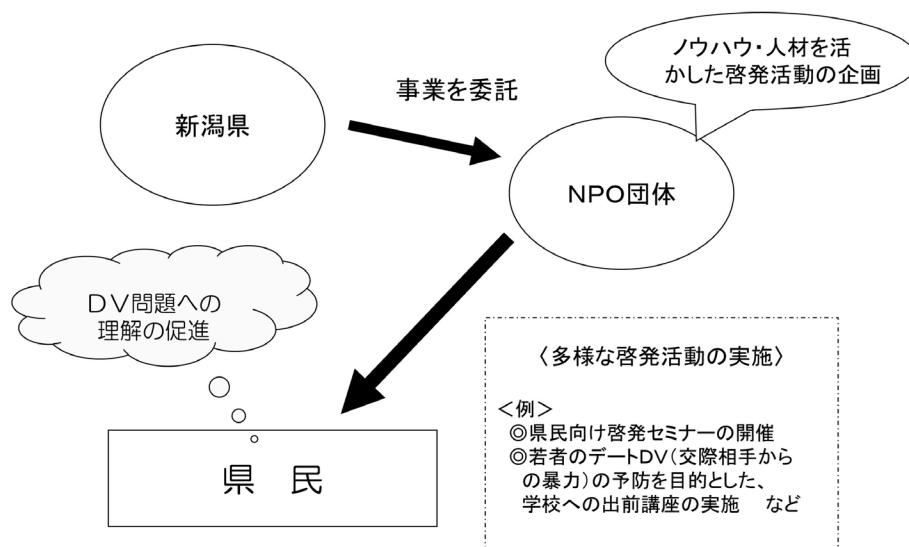 ノウハウ・人材を活
かした啓発活動の企画
事業を委託
新潟県
NPO団体
DV問題への
理解の促進
〈多様な啓発活動の実施〉
＜例＞
◎県民向け啓発セミナーの開催
◎若者のデートDV（交際相手から
の暴力）の予防を目的とした、
学校への出前講座の実施　など
県　民